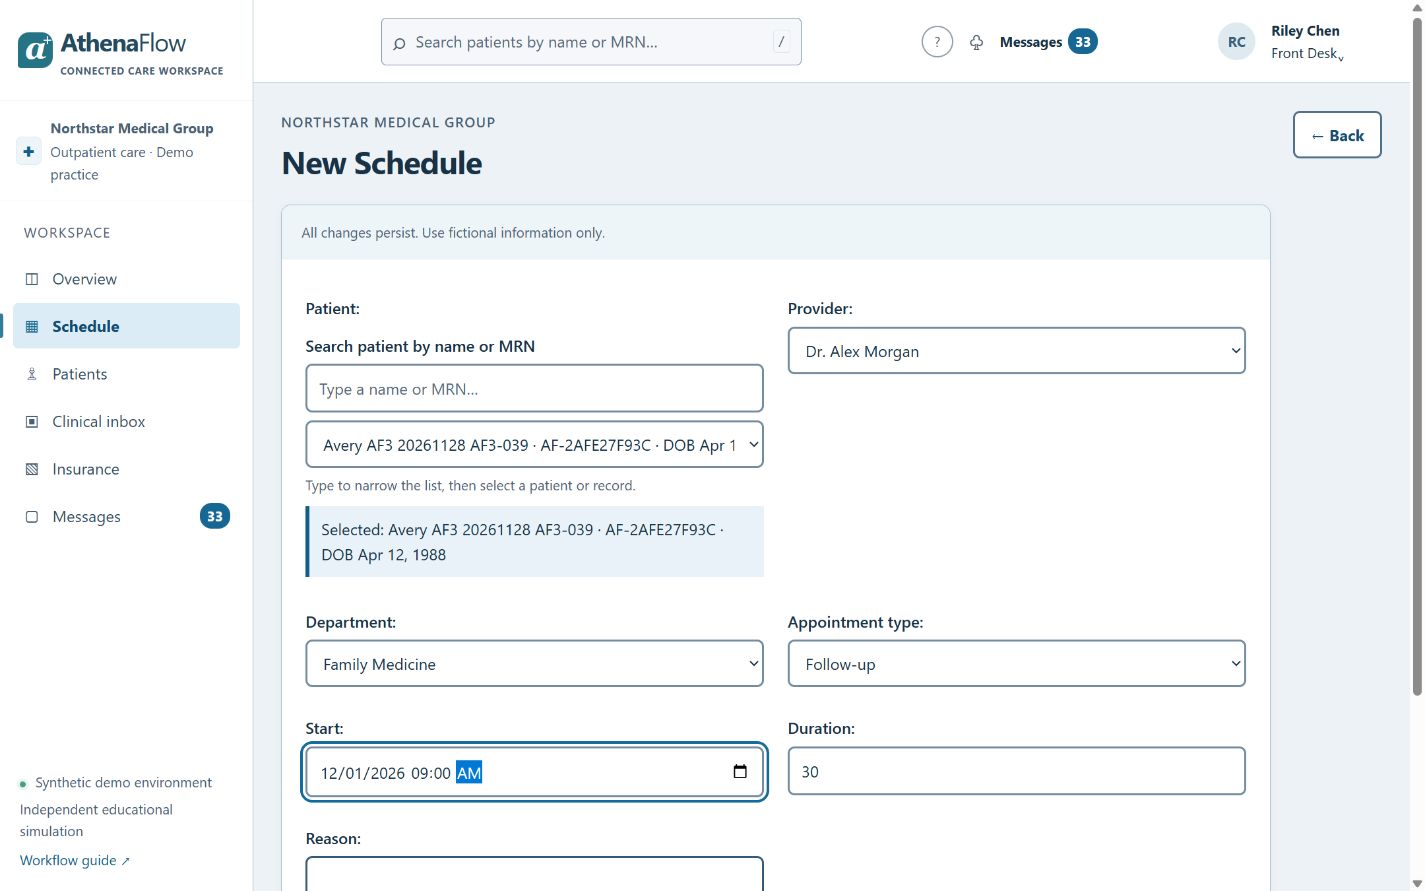 AthenaFlow
CONNECTED CARE WORKSPACE
Search patients by name or MRN...
/
?
Messages 33
RC
Riley Chen
Front Desk
Northstar Medical Group
Outpatient care · Demo
practice
WORKSPACE
Overview
Schedule
Patients
Clinical inbox
Insurance
Messages 33
Synthetic demo environment
Independent educational
simulation
Workflow guide ↗
NORTHSTAR MEDICAL GROUP
New Schedule
← Back
All changes persist. Use fictional information only.
Patient:
Search patient by name or MRN
Type a name or MRN...
Avery AF3 20261128 AF3-039 · AF-2AFE27F93C · DOB Apr 1
Type to narrow the list, then select a patient or record.
Selected: Avery AF3 20261128 AF3-039 · AF-2AFE27F93C ·
DOB Apr 12, 1988
Provider:
Dr. Alex Morgan
Department:
Family Medicine
Appointment type:
Follow-up
Start:
12/01/2026 09:00 AM
Duration:
30
Reason: